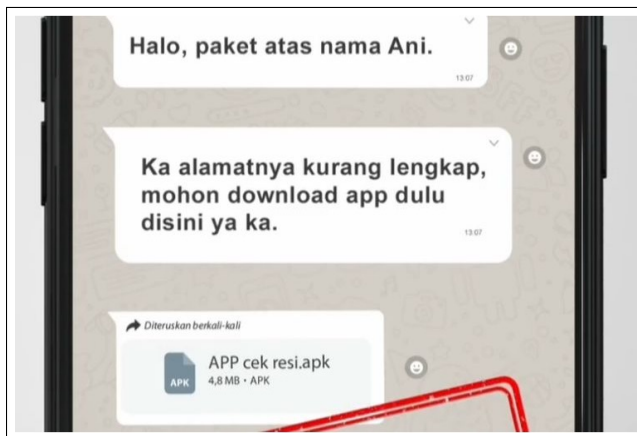 Halo, paket atas nama Ani.
13:07
Ka alamatnya kurang lengkap,
mohon download app dulu
disini ya ka.
13:07
Diteruskan berkali-kali
APP cek resi.apk
APK
4,8 MB • APK